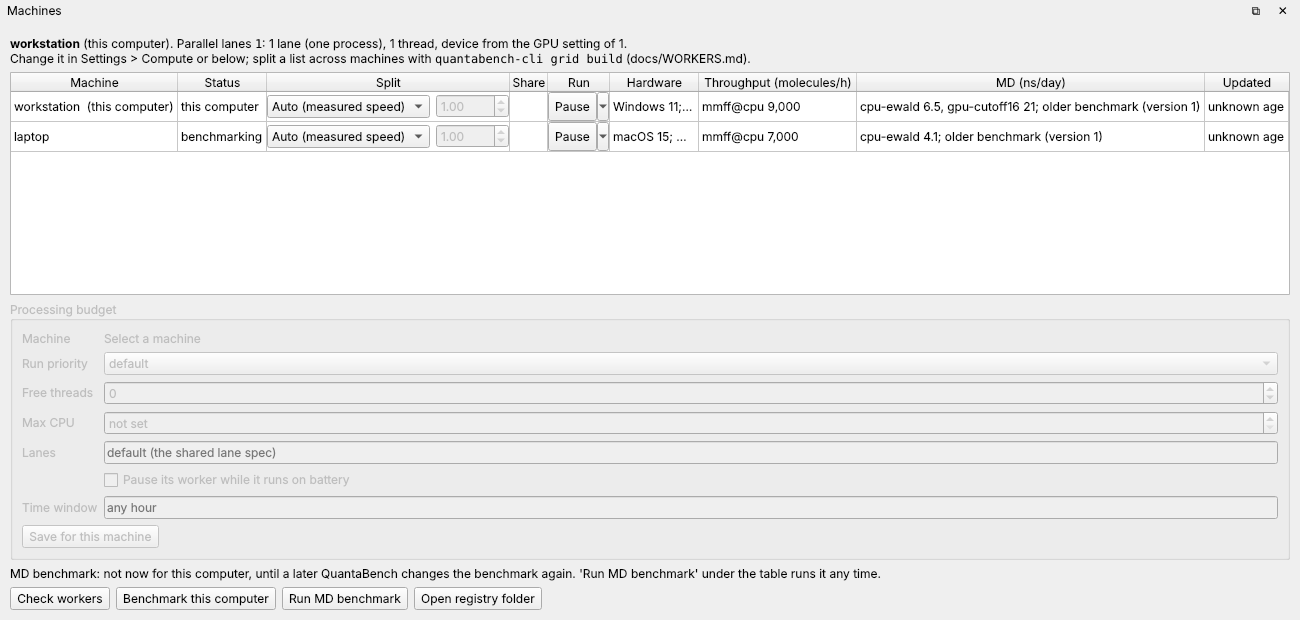 Machines
workstation (this computer). Parallel lanes 1: 1 lane (one process), 1 thread, device from the GPU setting of 1.
Change it in Settings > Compute or below; split a list across machines with quantabench-cli grid build (docs/WORKERS.md).
Machine Status Split Share Run Hardware Throughput (molecules/h) MD (ns/day) Updated
workstation (this computer) this computer Auto (measured speed) 1.00 Pause Windows 11;... mmff@cpu 9,000 cpu-ewald 6.5, gpu-cutoff16 21; older benchmark (version 1) unknown age
laptop benchmarking Auto (measured speed) 1.00 Pause macOS 15; ... mmff@cpu 7,000 cpu-ewald 4.1; older benchmark (version 1) unknown age
Processing budget
Machine Select a machine
Run priority default
Free threads 0
Max CPU not set
Lanes default (the shared lane spec)
Pause its worker while it runs on battery
Time window any hour
Save for this machine
MD benchmark: not now for this computer, until a later QuantaBench changes the benchmark again. 'Run MD benchmark' under the table runs it any time.
Check workers Benchmark this computer Run MD benchmark Open registry folder